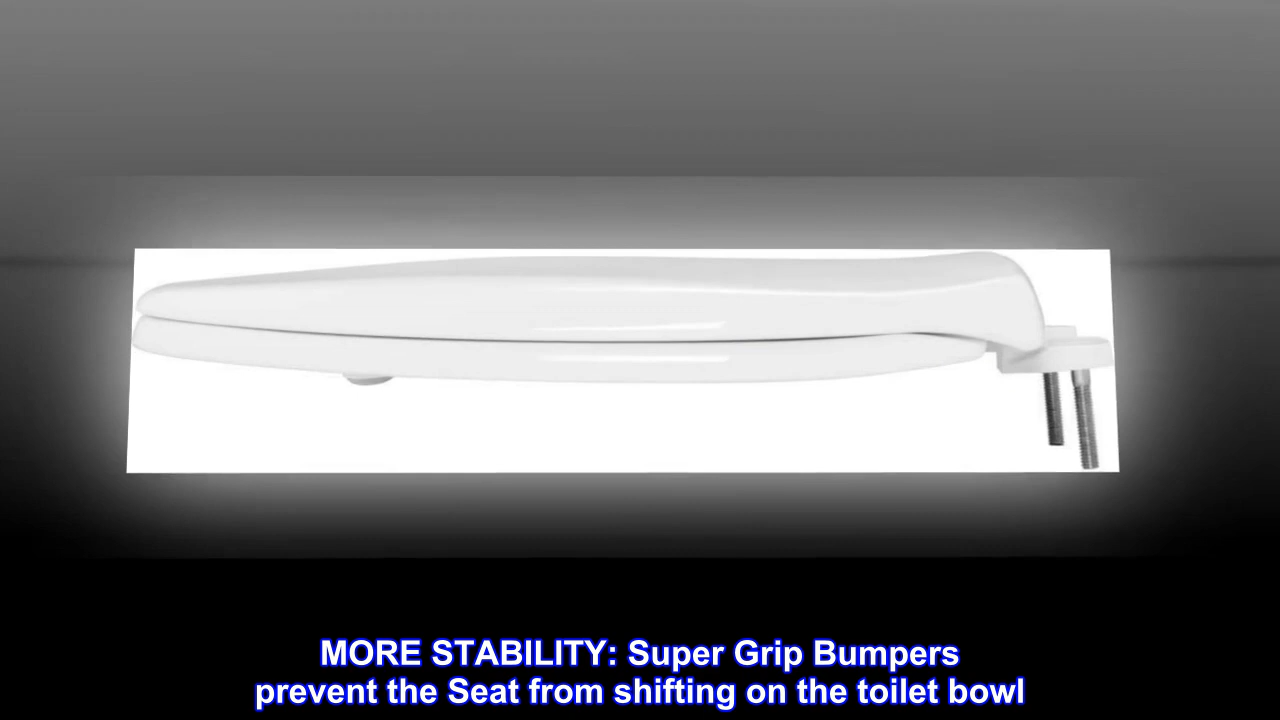 MORE STABILITY: Super Grip Bumpers
prevent the Seat from shifting on the toilet bowl